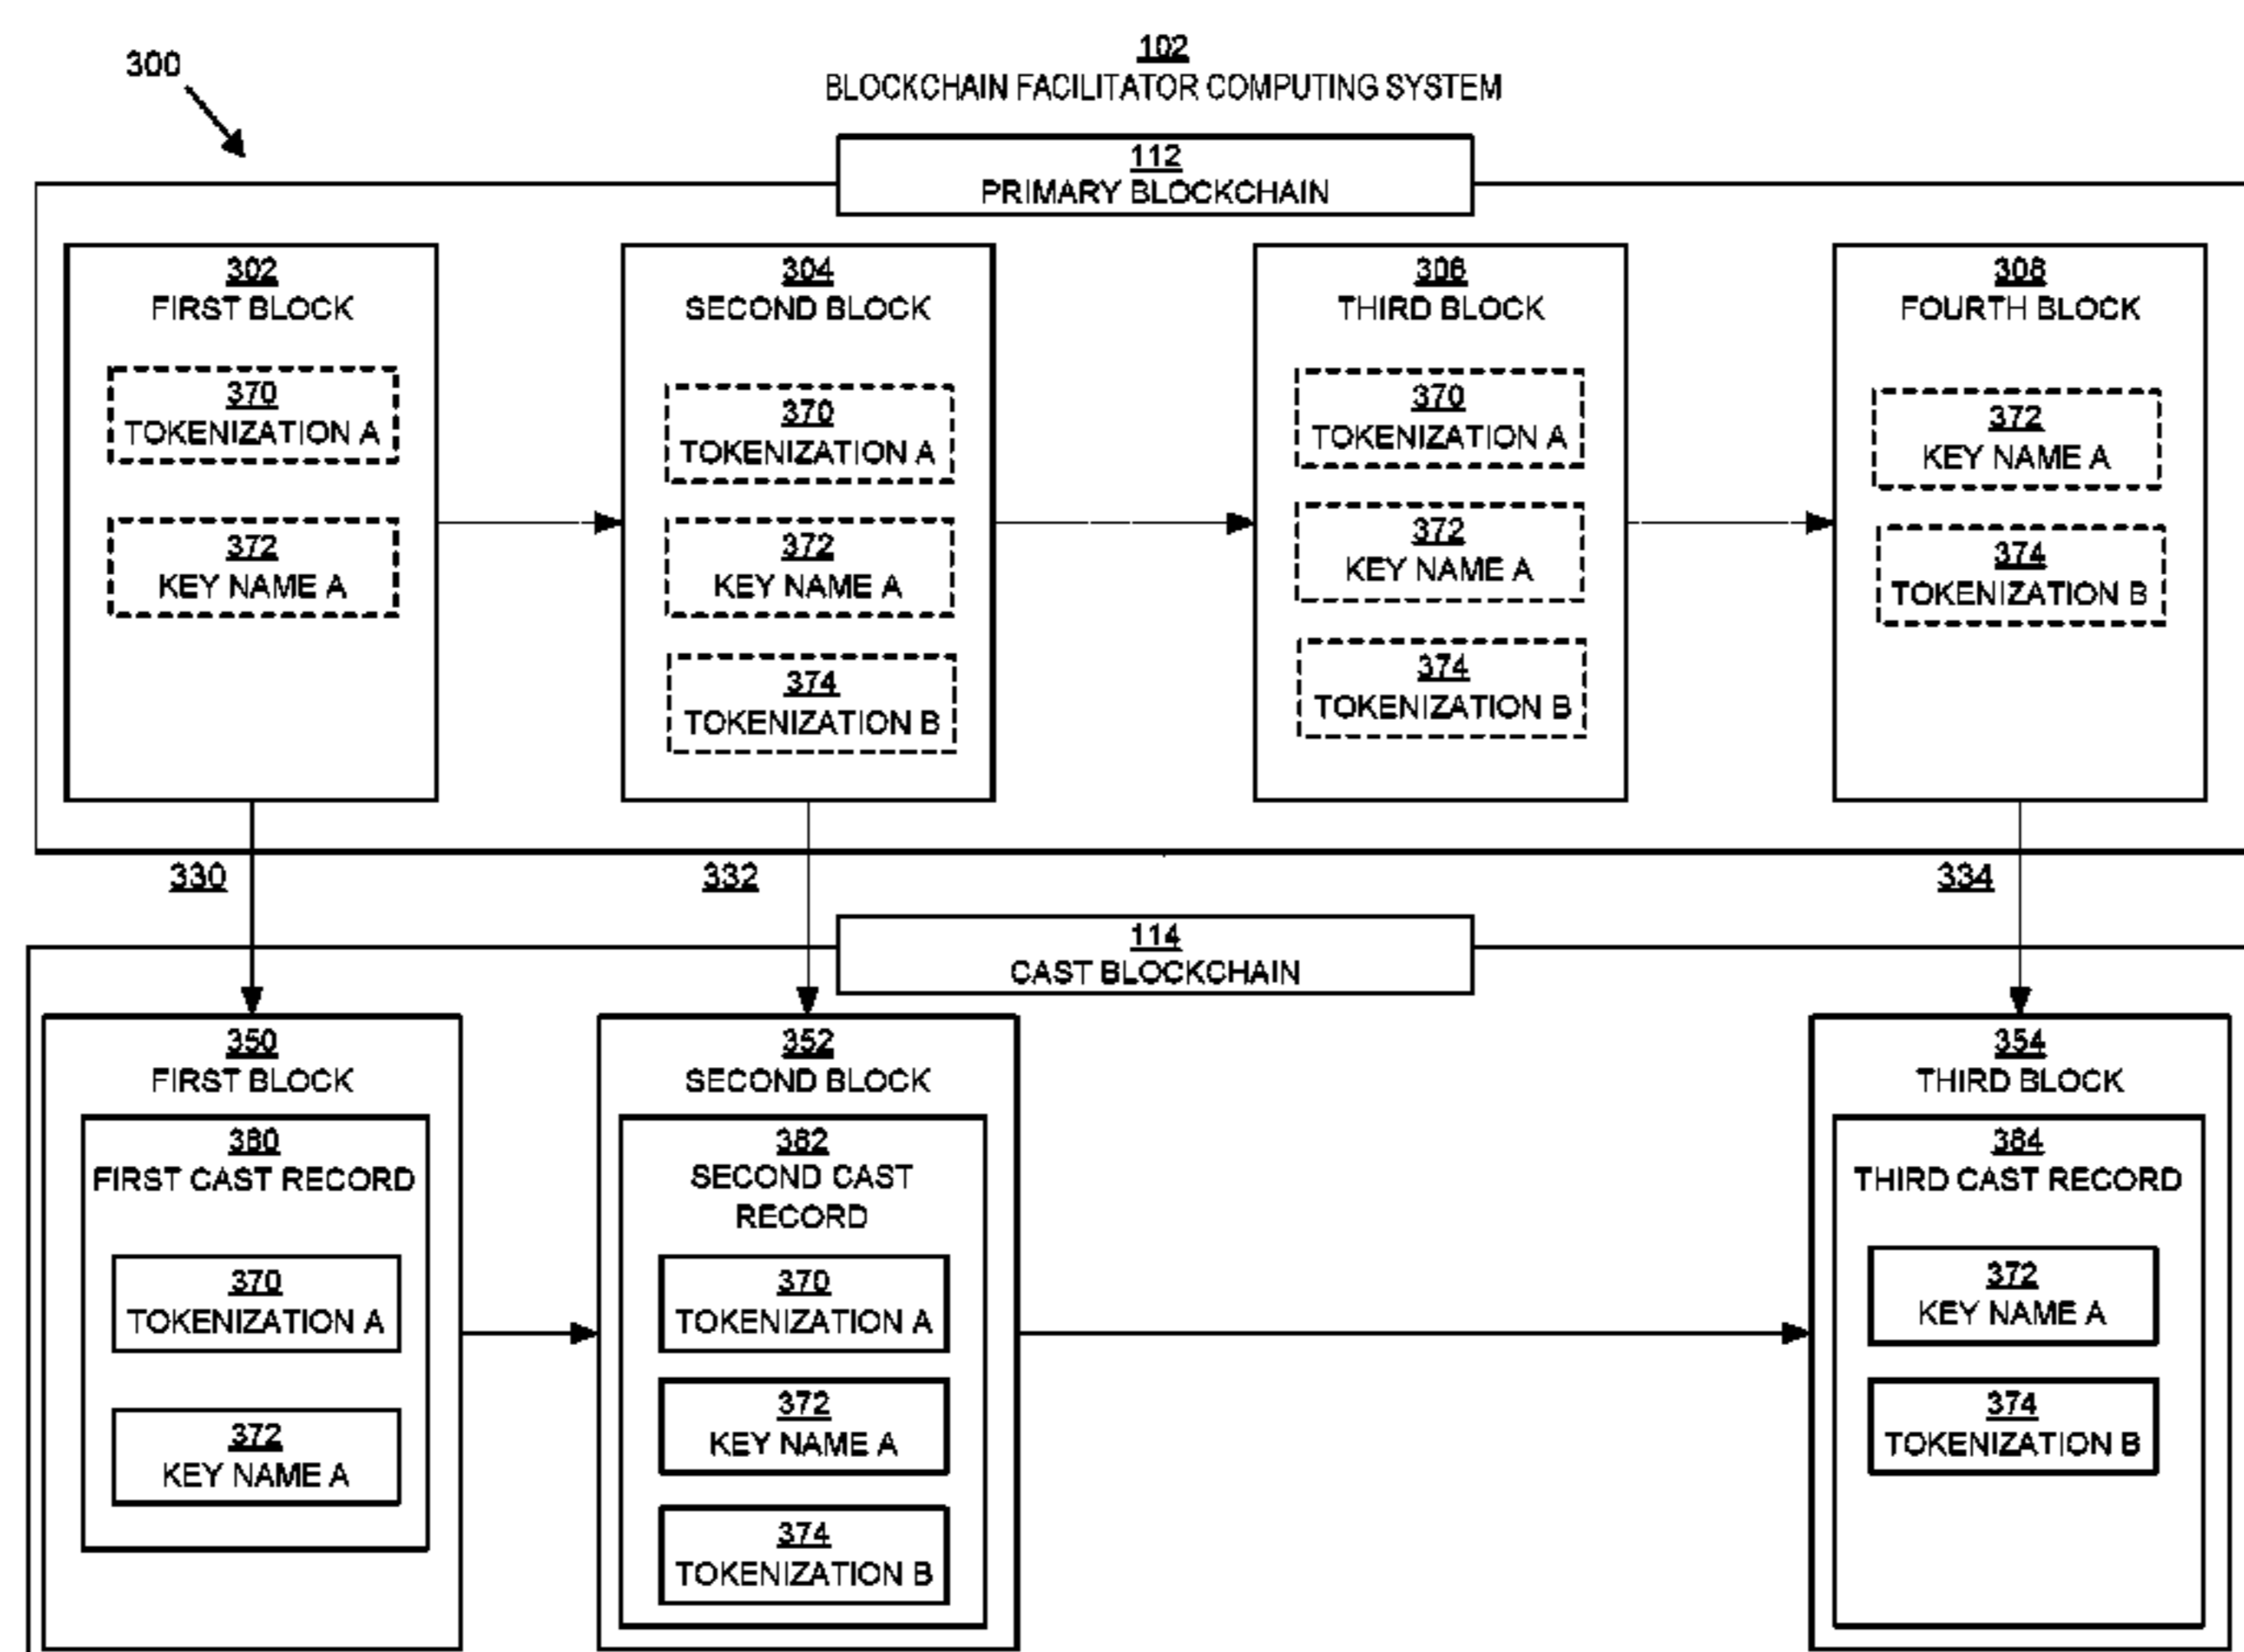 300
102
BLOCKCHAIN FACILITATOR COMPUTING SYSTEM
112
PRIMARY BLOCKCHAIN
302
FIRST BLOCK
370
TOKENIZATION A
372
KEY NAME A
304
SECOND BLOCK
370
TOKENIZATION A
372
KEY NAME A
374
TOKENIZATION B
306
THIRD BLOCK
370
TOKENIZATION A
372
KEY NAME A
374
TOKENIZATION B
308
FOURTH BLOCK
372
KEY NAME A
374
TOKENIZATION B
330
332
334
114
CAST BLOCKCHAIN
350
FIRST BLOCK
380
FIRST CAST RECORD
370
TOKENIZATION A
372
KEY NAME A
352
SECOND BLOCK
382
SECOND CAST
RECORD
370
TOKENIZATION A
372
KEY NAME A
374
TOKENIZATION B
354
THIRD BLOCK
384
THIRD CAST RECORD
372
KEY NAME A
374
TOKENIZATION B